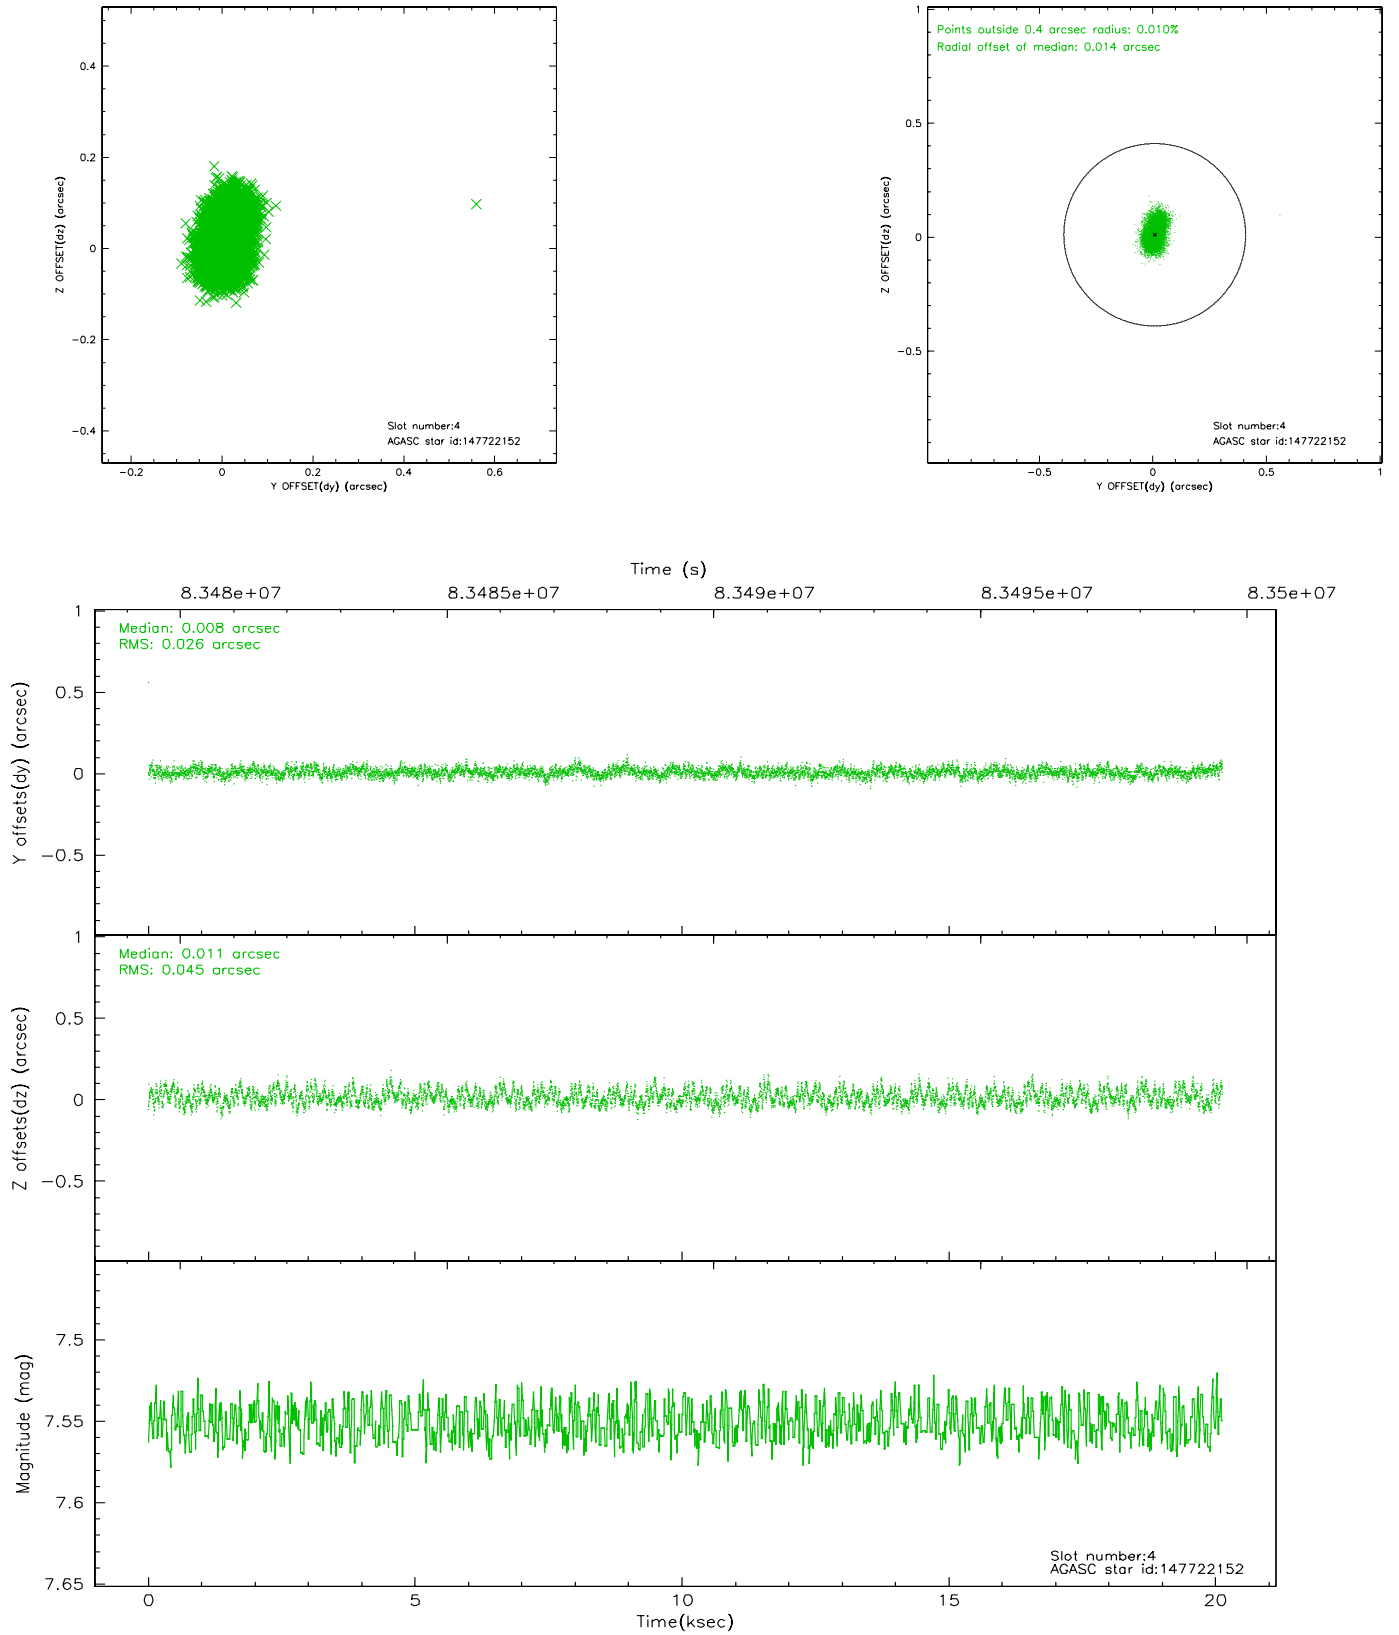 0.4
0.2
0
−0.2
−0.4
Z OFFSET(dz) (arcsec)
Slot number:4
AGASC star id:147722152
−0.2 0 0.2 0.4 0.6
Y OFFSET(dy) (arcsec)
Points outside 0.4 arcsec radius: 0.010%
Radial offset of median: 0.014 arcsec
1
0.5
0
−0.5
Z OFFSET(dz) (arcsec)
Slot number:4
AGASC star id:147722152
−0.5 0 0.5 1
Y OFFSET(dy) (arcsec)
Time (s)
8.348e+07 8.3485e+07 8.349e+07 8.3495e+07 8.35e+07
Median: 0.008 arcsec
RMS: 0.026 arcsec
1
0.5
0
−0.5
Y offsets(dy) (arcsec)
Median: 0.011 arcsec
RMS: 0.045 arcsec
1
0.5
0
−0.5
Z offsets(dz) (arcsec)
7.5
7.55
7.6
7.65
Magnitude (mag)
Slot number:4
AGASC star id:147722152
0 5 10 15 20
Time(ksec)